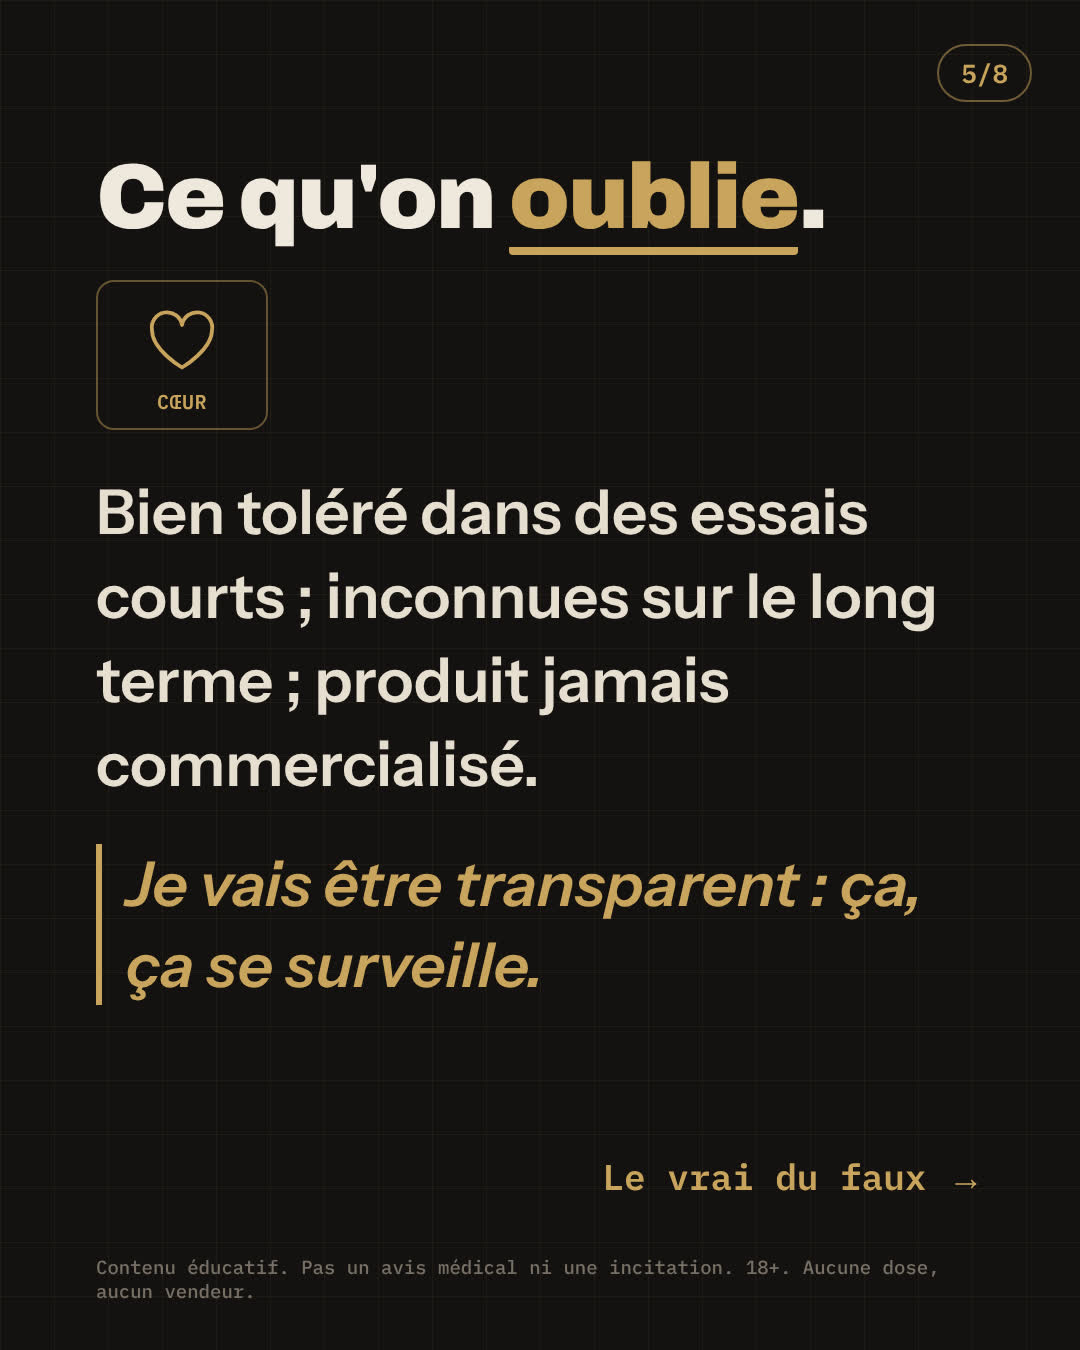 5/8
Ce qu'on oublie.
CŒUR
Bien toléré dans des essais
courts ; inconnues sur le long
terme ; produit jamais
commercialisé.
Je vais être transparent : ça,
ça se surveille.
Le vrai du faux →
Contenu éducatif. Pas un avis médical ni une incitation. 18+. Aucune dose,
aucun vendeur.